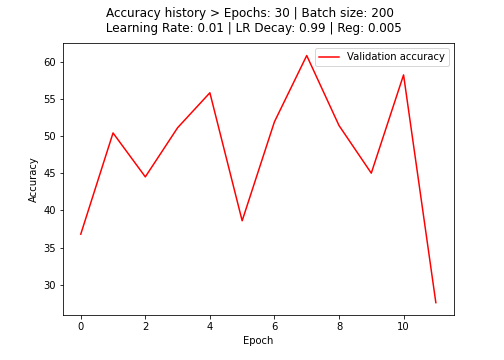 Accuracy history > Epochs: 30 | Batch size: 200
Learning Rate: 0.01 | LR Decay: 0.99 | Reg: 0.005
Validation accuracy
60
55
50
45
40
35
30
Accuracy
0 2 4 6 8 10
Epoch